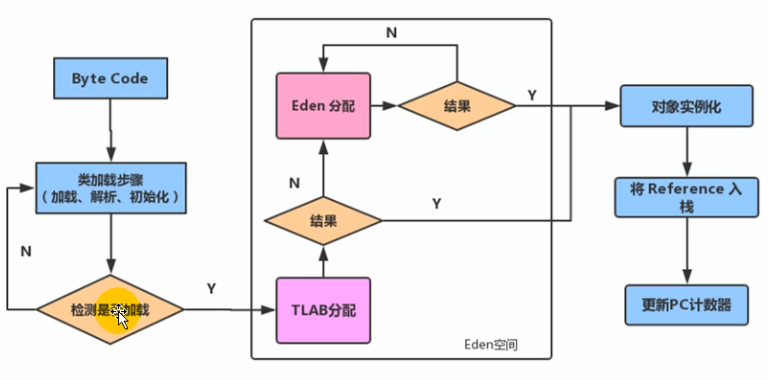 Byte Code
类加载步骤
（加载、解析、初始化）
N
检测是 加载
Y
N
Eden 分配
结果
Y
N
结果
Y
TLAB分配
Eden空间
对象实例化
将 Reference 入
栈
更新PC计数器